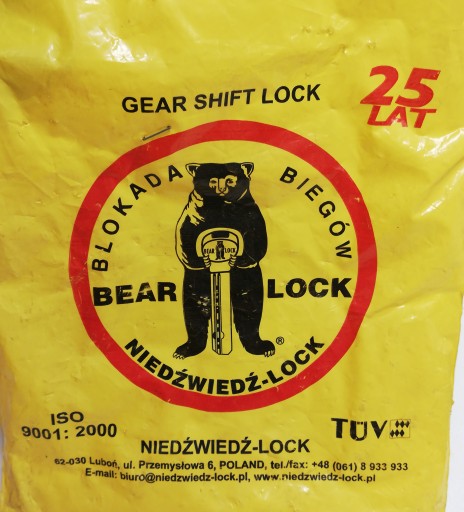 GEAR SHIFT LOCK
25
LAT
BLOKADA BIEGÓW
BEAR LOCK
BEAR LOCK
®
NIEDŹWIEDŹ-LOCK
ISO
9001: 2000
TÜV
NIEDŹWIEDŹ-LOCK
62-030 Luboń, ul. Przemysłowa 6, POLAND, tel./fax: +48 (061) 8 933 933
E-mail: biuro@niedzwiedz-lock.pl, www.niedzwiedz-lock.pl